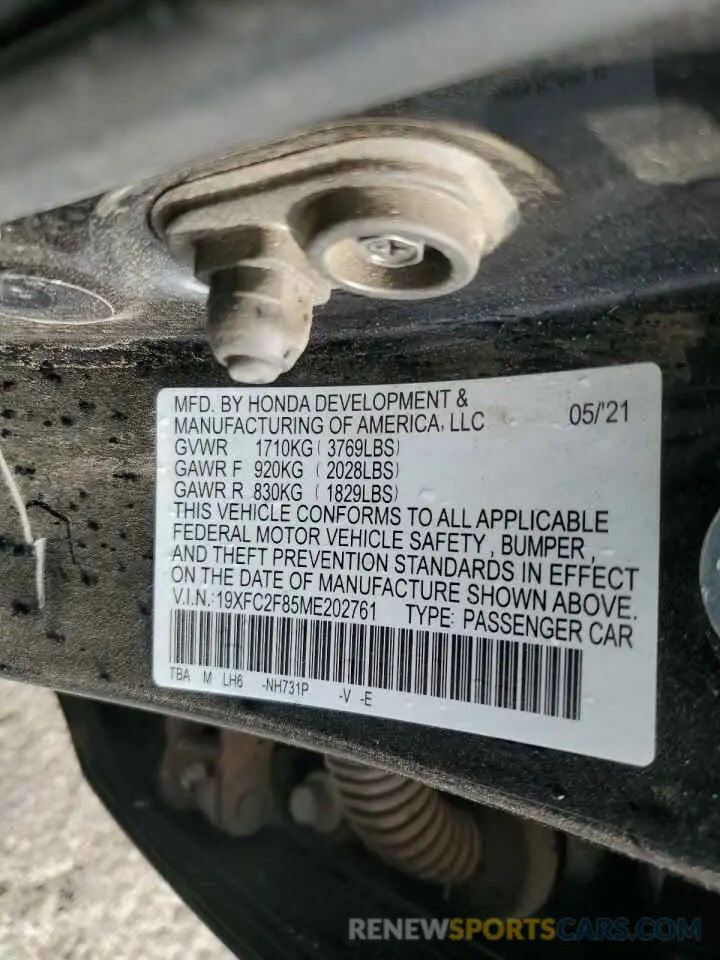 MFD. BY HONDA DEVELOPMENT &
MANUFACTURING OF AMERICA, LLC 05/'21
GVWR 1710KG ( 3769LBS)
GAWR F 920KG ( 2028LBS)
GAWR R 830KG ( 1829LBS)
THIS VEHICLE CONFORMS TO ALL APPLICABLE
FEDERAL MOTOR VEHICLE SAFETY , BUMPER ,
AND THEFT PREVENTION STANDARDS IN EFFECT
ON THE DATE OF MANUFACTURE SHOWN ABOVE.
V.I.N.:19XFC2F85ME202761 TYPE: PASSENGER CAR
TBA M LH6 -NH731P -V -E
RENEWSPORTSCARS.COM